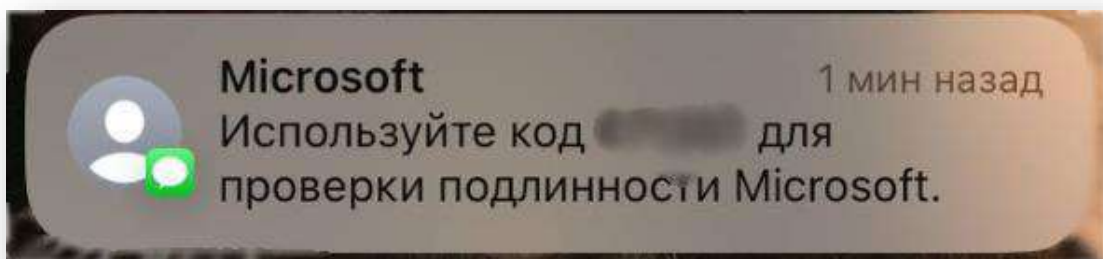 Microsoft
1 мин назад
Используйте код для
проверки подлинности Microsoft.